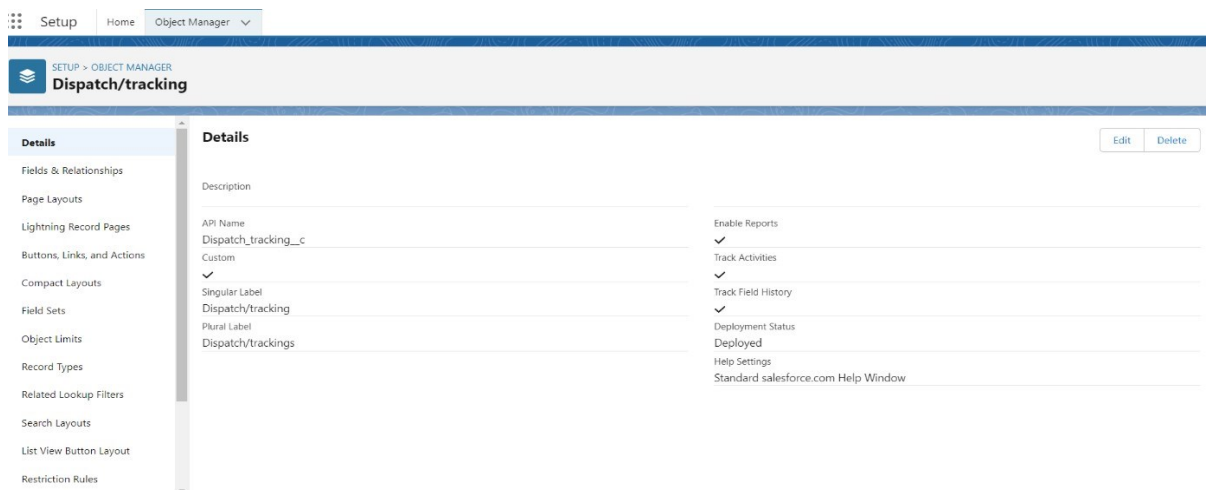 Setup
Home
Object Manager
SETUP > OBJECT MANAGER
Dispatch/tracking
Details
Fields & Relationships
Page Layouts
Lightning Record Pages
Buttons, Links, and Actions
Compact Layouts
Field Sets
Object Limits
Record Types
Related Lookup Filters
Search Layouts
List View Button Layout
Restriction Rules
Details
Edit
Delete
Description
API Name
Dispatch_tracking__c
Custom
Singular Label
Dispatch/tracking
Plural Label
Dispatch/trackings
Enable Reports
Track Activities
Track Field History
Deployment Status
Deployed
Help Settings
Standard salesforce.com Help Window